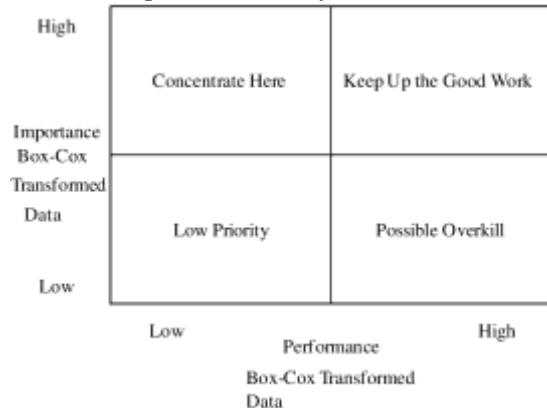 High
Concentrate Here
Keep Up the Good Work
Importance
Box-Cox
Transformed
Data
Low Priority
Possible Overkill
Low
Low
High
Performance
Box-Cox Transformed
Data